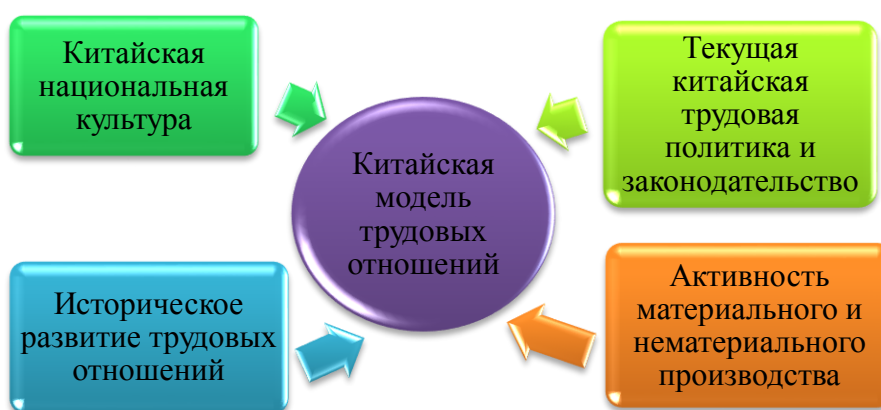 Китайская
национальная
культура
Текущая
китайская
трудовая
политика и
законодательство
Китайская
модель
трудовых
отношений
Историческое
развитие трудовых
отношений
Активность
материального и
нематериального
производства